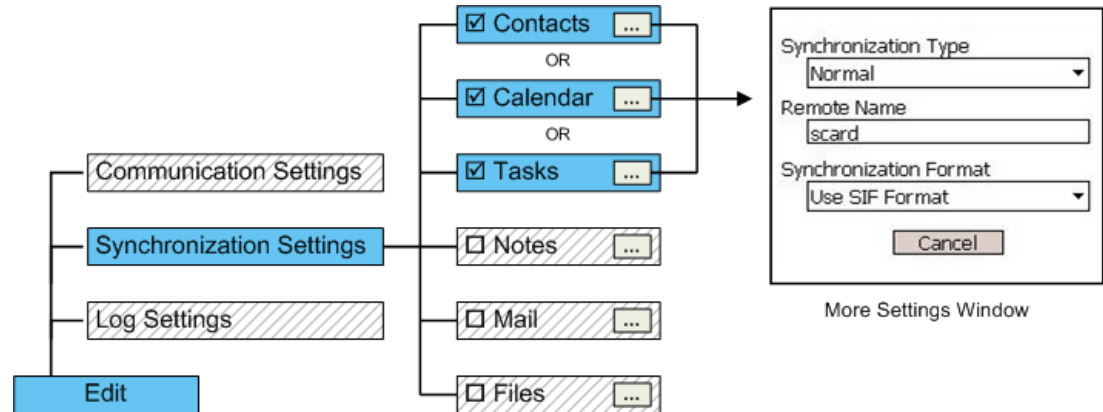 Communication Settings
Synchronization Settings
Log Settings
Edit
Contacts ...
OR
Calendar ...
OR
Tasks ...
Notes ...
Mail ...
Files ...
Synchronization Type
Normal
Remote Name
scard
Synchronization Format
Use SIF Format
Cancel
More Settings Window